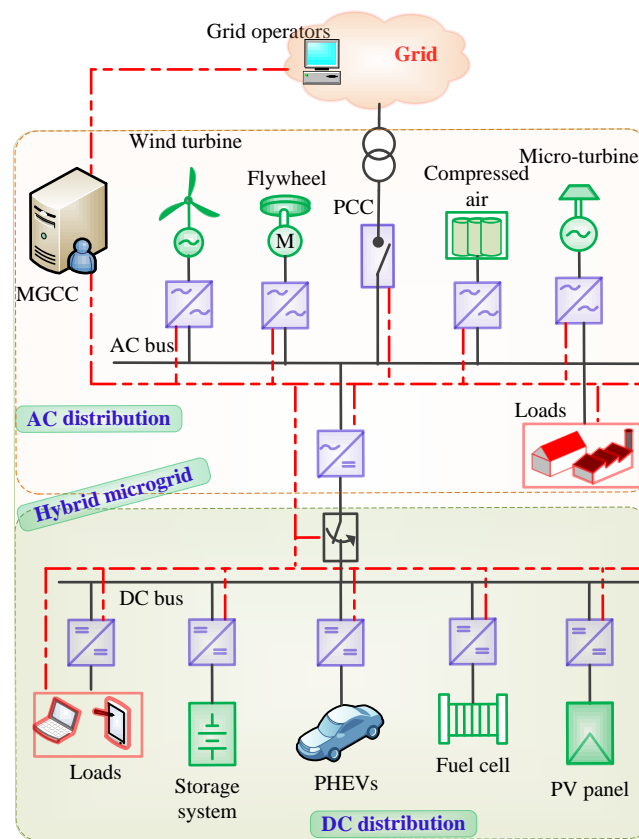 Grid operators
Grid
Wind turbine
Flywheel
M
PCC
Compressed
air
Micro-turbine
MGCC
AC bus
AC distribution
Loads
Hybrid microgrid
DC bus
Loads
Storage
system
PHEVs
Fuel cell
PV panel
DC distribution